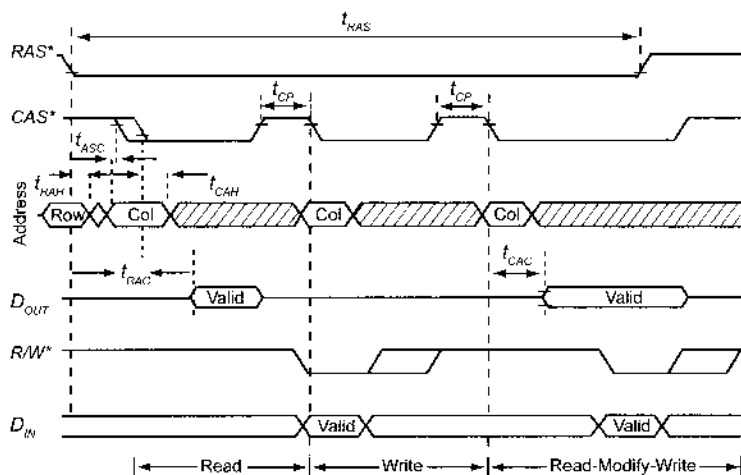 t_RAS
RAS*
t_CP t_CP
CAS*
t_ASC
t_RAH t_CAH
Address
Row Col Col Col
t_RAC t_CAC
D_OUT Valid Valid
R/W*
D_IN Valid Valid
Read Write Read-Modify-Write